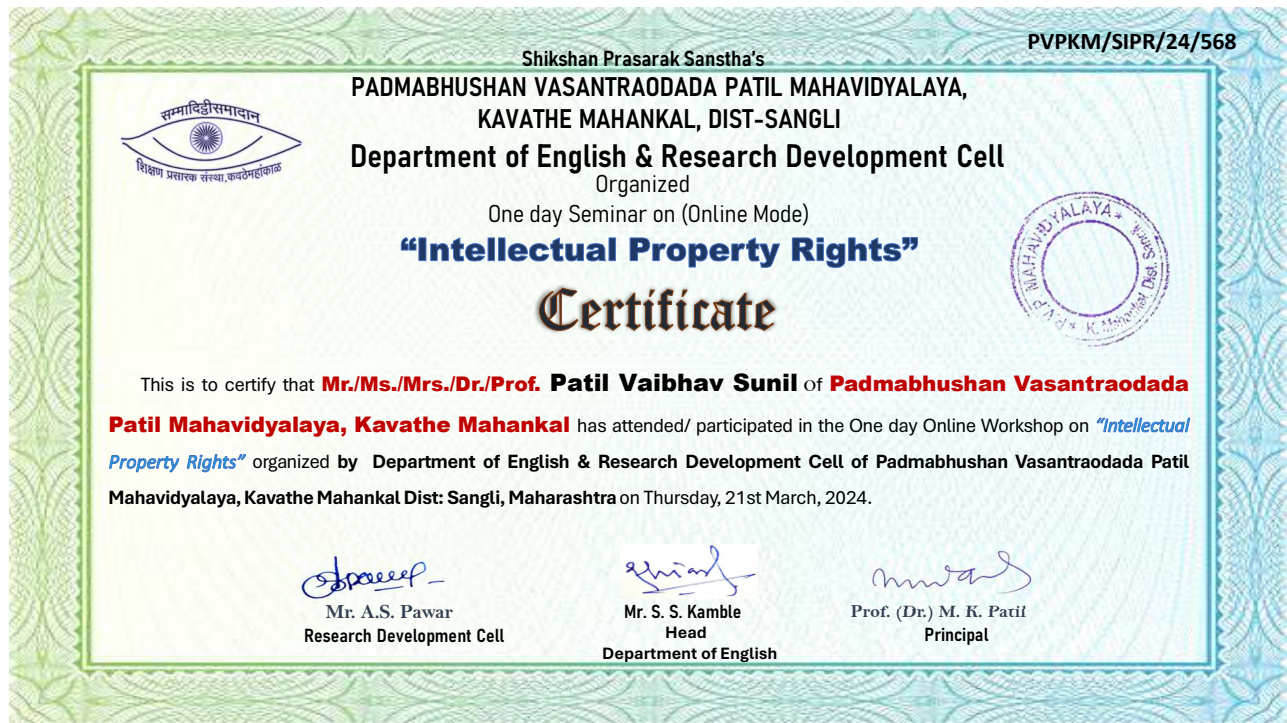 PVPKM/SIPR/24/568
Shikshan Prasarak Sanstha's
PADMABHUSHAN VASANTRAODADA PATIL MAHAVIDYALAYA,
KAVATHE MAHANKAL, DIST-SANGLI
Department of English & Research Development Cell
Organized
One day Seminar on (Online Mode)
“Intellectual Property Rights”
Certificate
सम्मादिट्ठीसमादान
शिक्षण प्रसारक संस्था,कवठेमहांकाळ
P.V.P. MAHAVIDYALAYA * K. Mahankal Dist. Sangli *
This is to certify that Mr./Ms./Mrs./Dr./Prof. Patil Vaibhav Sunil of Padmabhushan Vasantraodada
Patil Mahavidyalaya, Kavathe Mahankal has attended/ participated in the One day Online Workshop on “Intellectual
Property Rights” organized by Department of English & Research Development Cell of Padmabhushan Vasantraodada Patil
Mahavidyalaya, Kavathe Mahankal Dist: Sangli, Maharashtra on Thursday, 21st March, 2024.
Mr. A.S. Pawar
Research Development Cell
Mr. S. S. Kamble
Head
Department of English
Prof. (Dr.) M. K. Patil
Principal